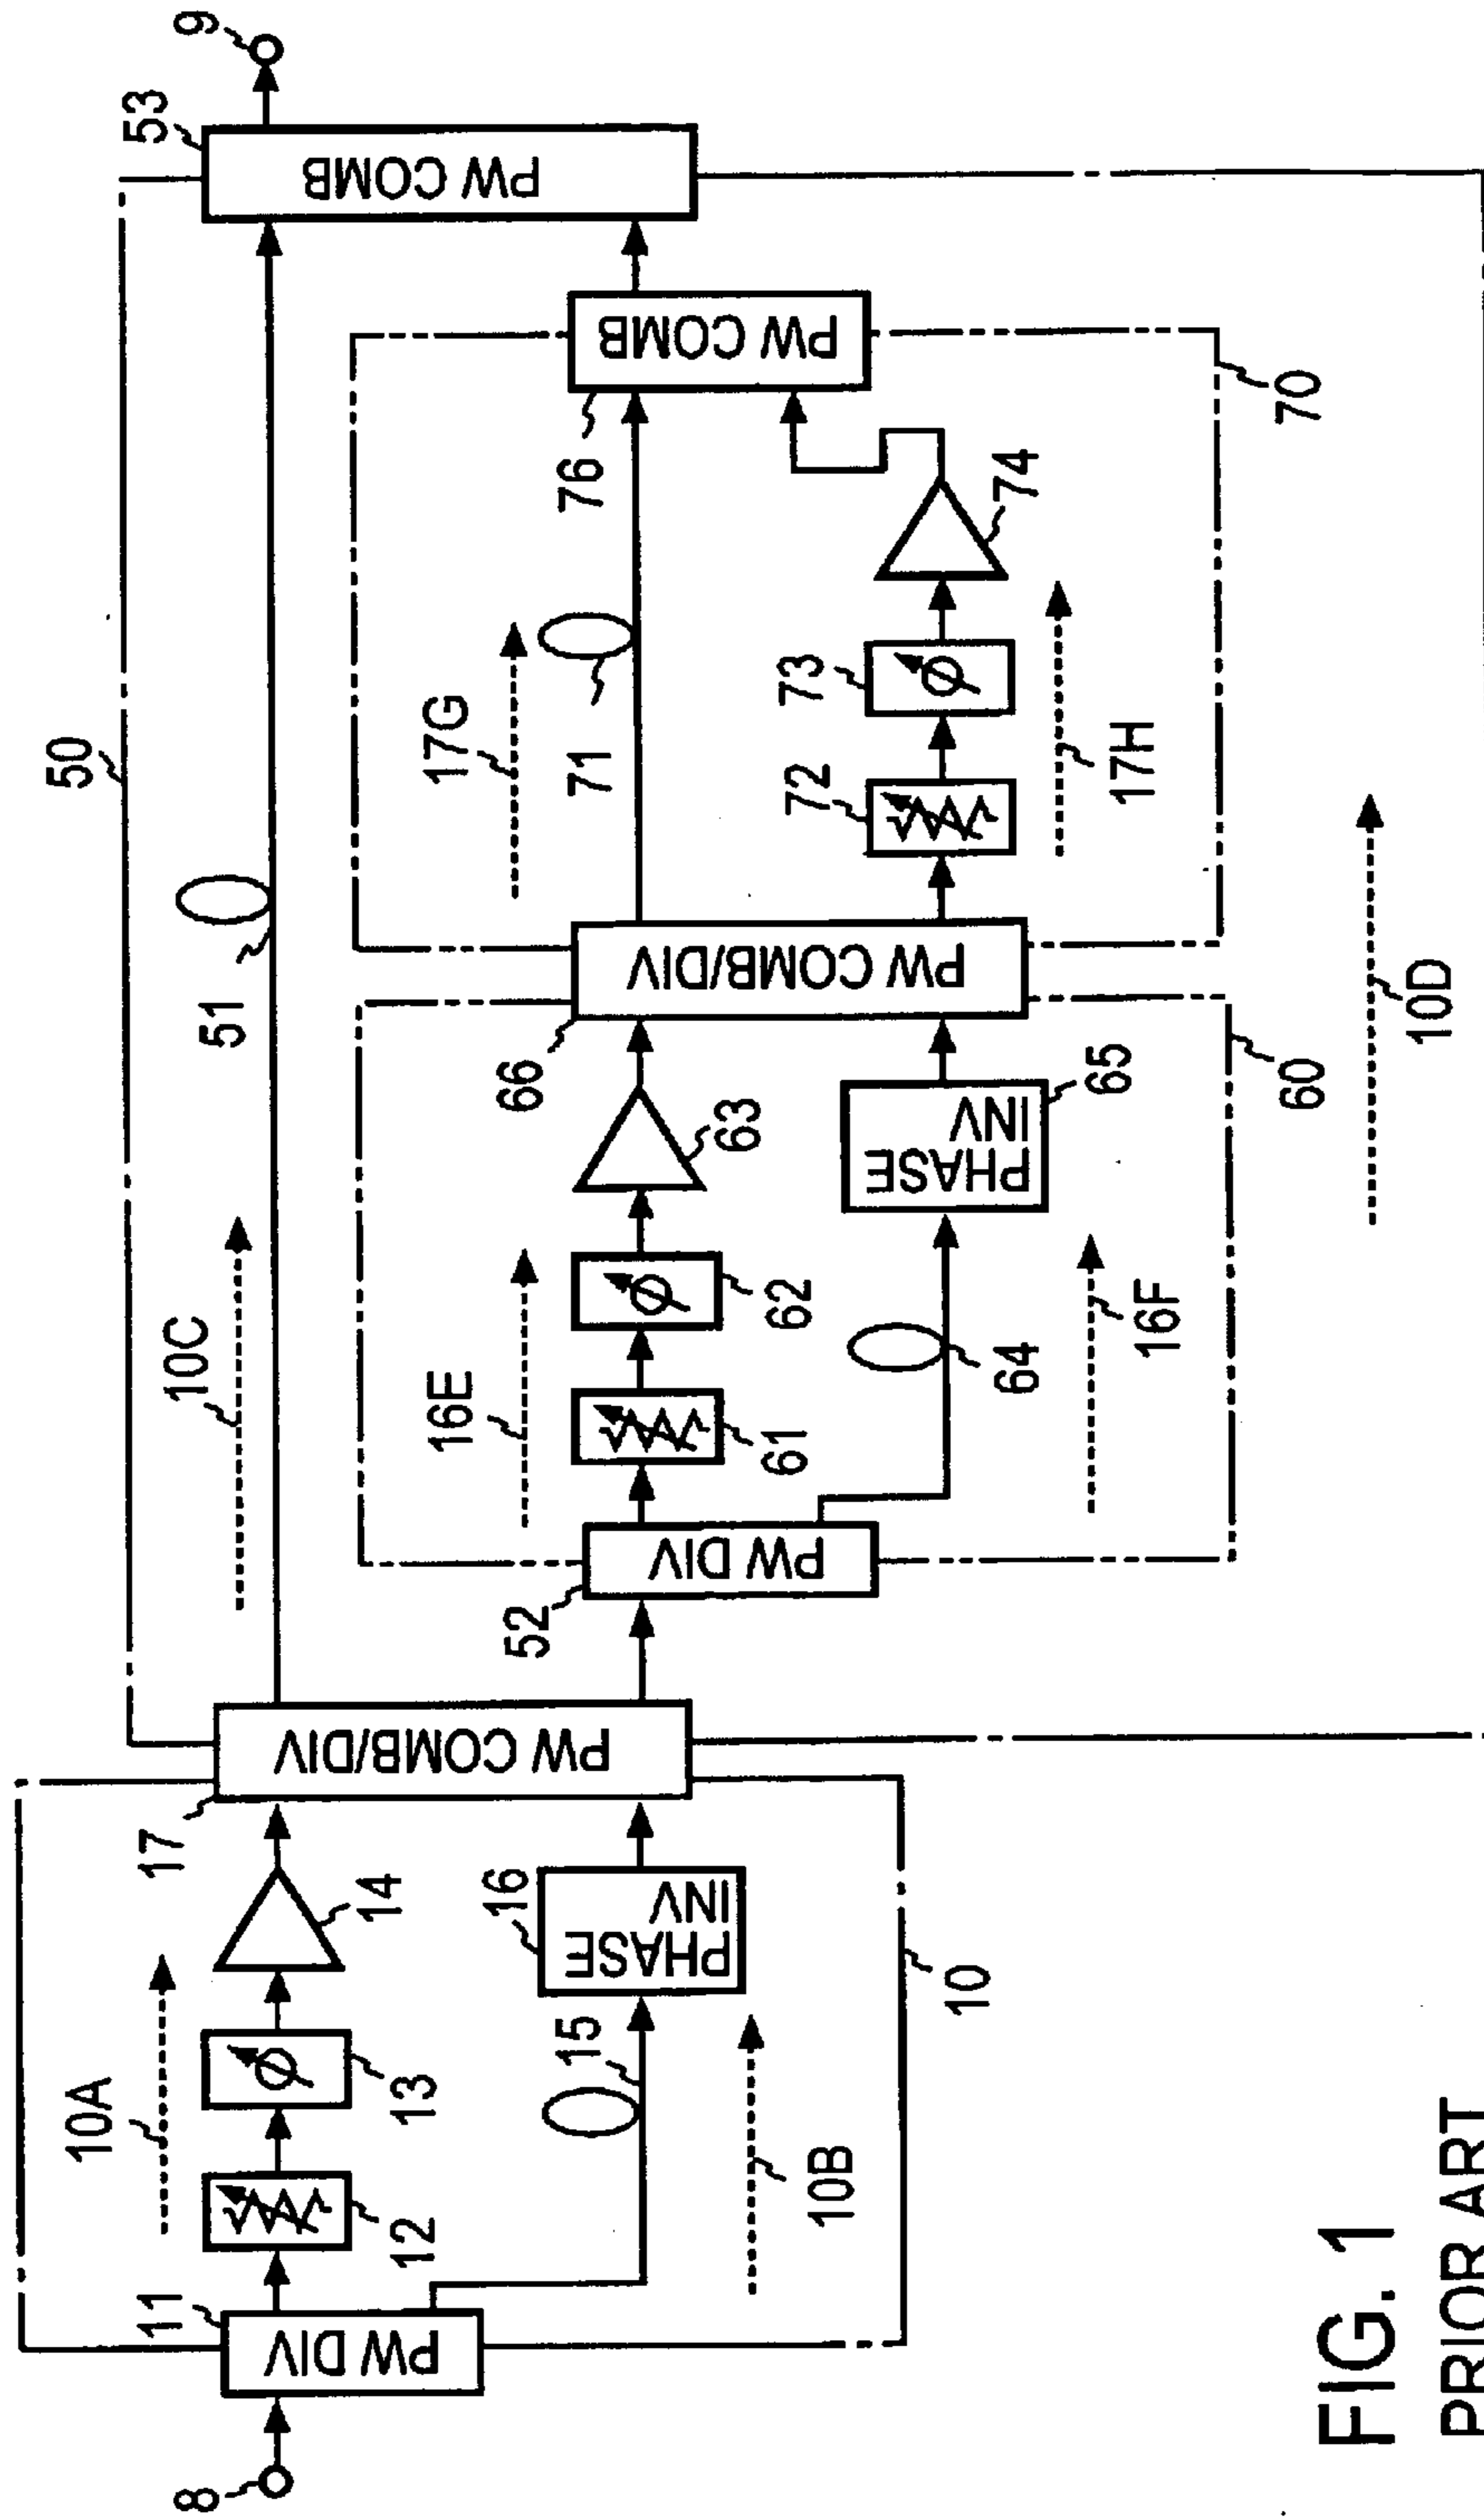 50
53
9
10C
51
17
10A
14
11
12
13
8
PW DIV
PW COMB/DIV
PW COMB
16E
66
17G
76
71
52
61
62
63
PW DIV
PW COMB/DIV
PW COMB
15
16
PHASE
INV
64
PHASE
INV
65
72
73
74
10B
16F
17H
10
60
70
10D
FIG. 1
PRIOR ART